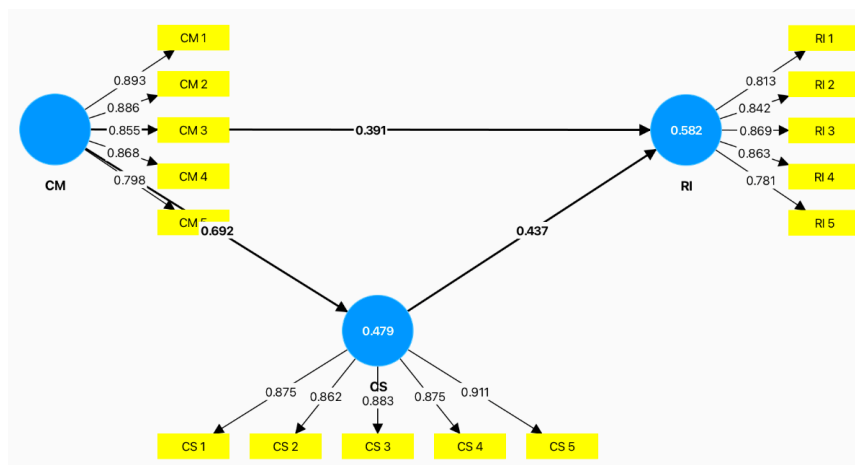 CM 1
RI 1
0.893
0.813
CM 2
RI 2
0.886
0.842
0.855
CM 3
0.391
0.582
0.869
RI 3
0.868
0.863
CM 4
RI 4
CM
0.798
RI
0.781
CM 5
RI 5
0.692
0.437
0.479
CS
0.875
0.862
0.883
0.875
0.911
CS 1
CS 2
CS 3
CS 4
CS 5